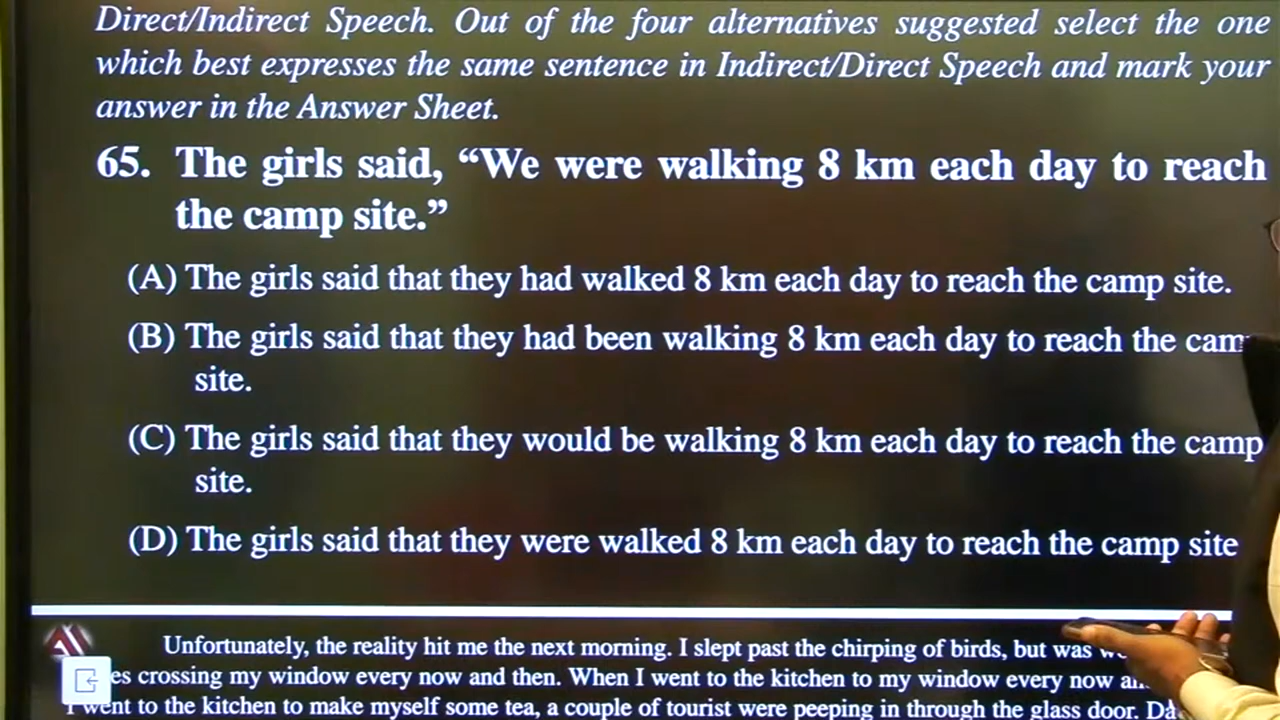 Direct/Indirect Speech. Out of the four alternatives suggested select the one
which best expresses the same sentence in Indirect/Direct Speech and mark your
answer in the Answer Sheet.
65. The girls said, “We were walking 8 km each day to reach
the camp site.”
(A) The girls said that they had walked 8 km each day to reach the camp site.
(B) The girls said that they had been walking 8 km each day to reach the cam
site.
(C) The girls said that they would be walking 8 km each day to reach the camp
site.
(D) The girls said that they were walked 8 km each day to reach the camp site
Unfortunately, the reality hit me the next morning. I slept past the chirping of birds, but was
es crossing my window every now and then. When I went to the kitchen to my window every now
I went to the kitchen to make myself some tea, a couple of tourist were peeping in through the glass door.